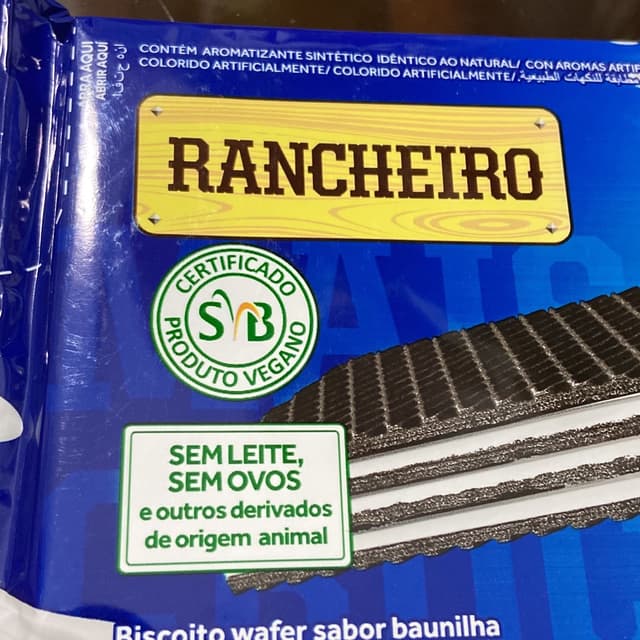 CONTÉM AROMATIZANTE SINTÉTICO IDÊNTICO AO NATURAL/ CON AROMAS
COLORIDO ARTIFICIALMENTE/ COLORIDO ARTIFICIALMENTE/
ABRA AQUI
ABRIR AQUI
RANCHEIRO
CERTIFICADO
SVB
PRODUTO VEGANO
SEM LEITE,
SEM OVOS
e outros derivados
de origem animal
MAIS
Biscoito wafer sabor baunilha